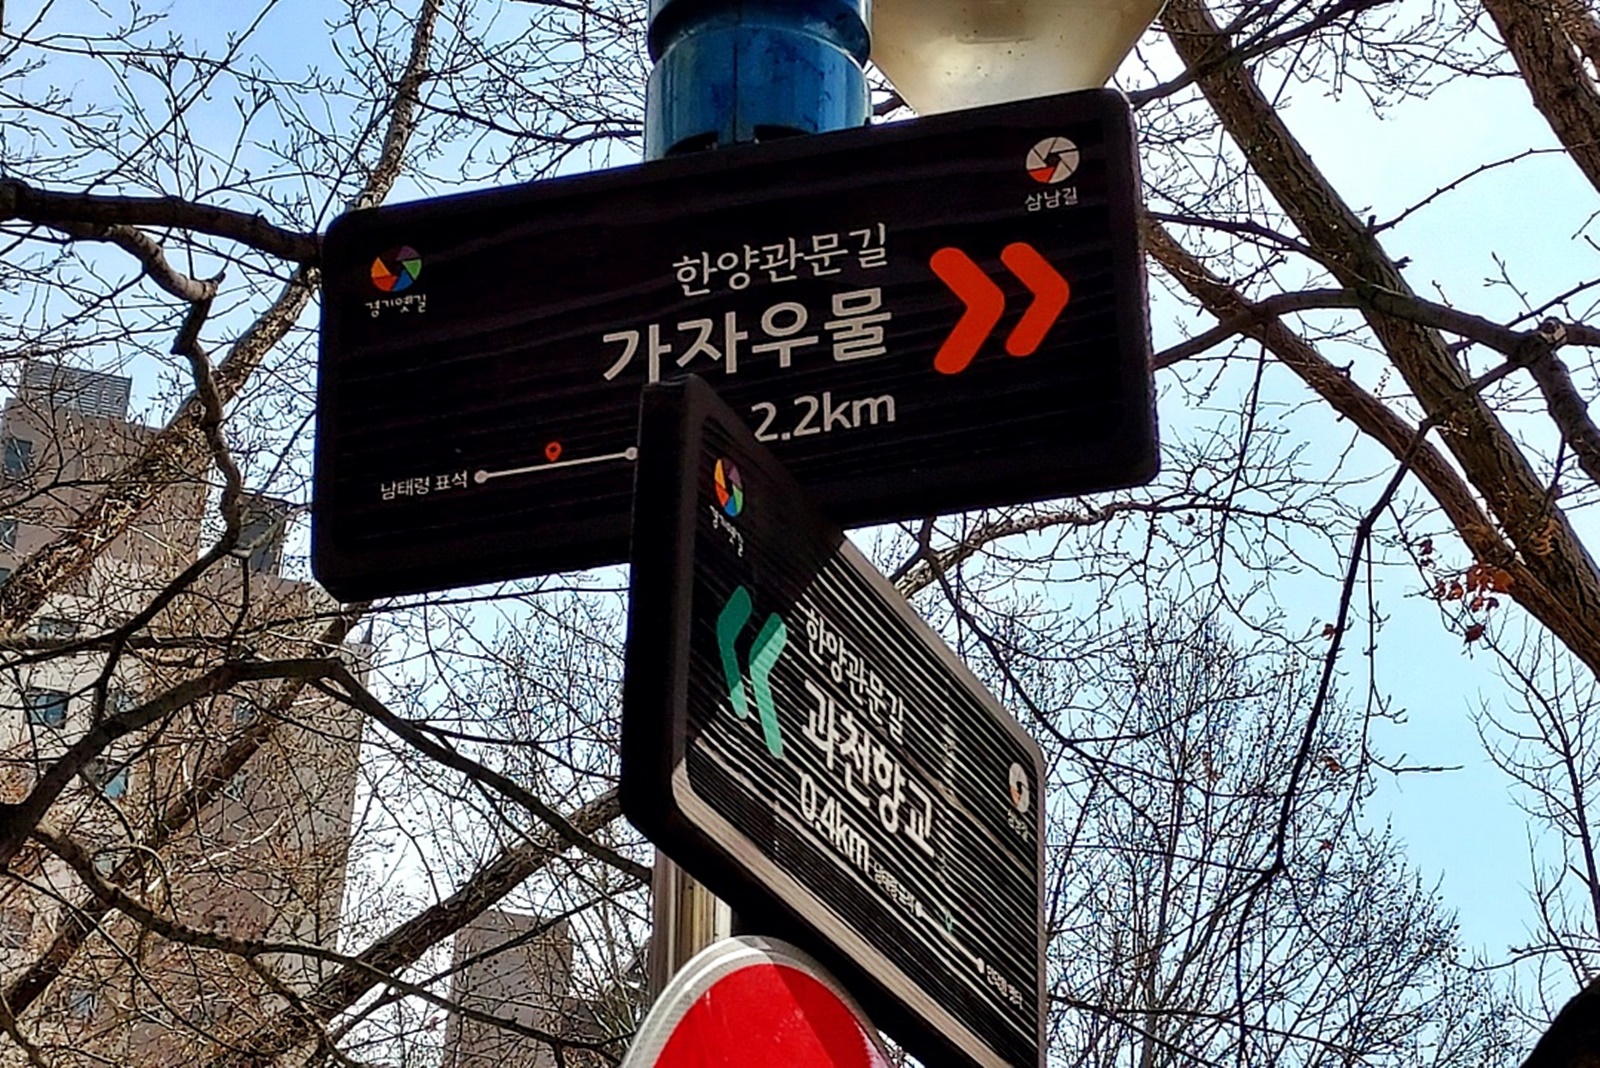 경기옛길
삼남길
한양관문길
가자우물
2.2km
남태령 표석
경기옛길
한양관문길
과천향교
0.4km